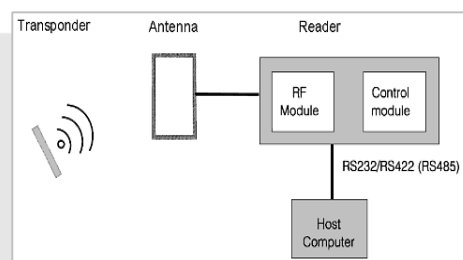 Transponder Antenna Reader
RF
Module
Control
module
RS232/RS422 (RS485)
Host
Computer